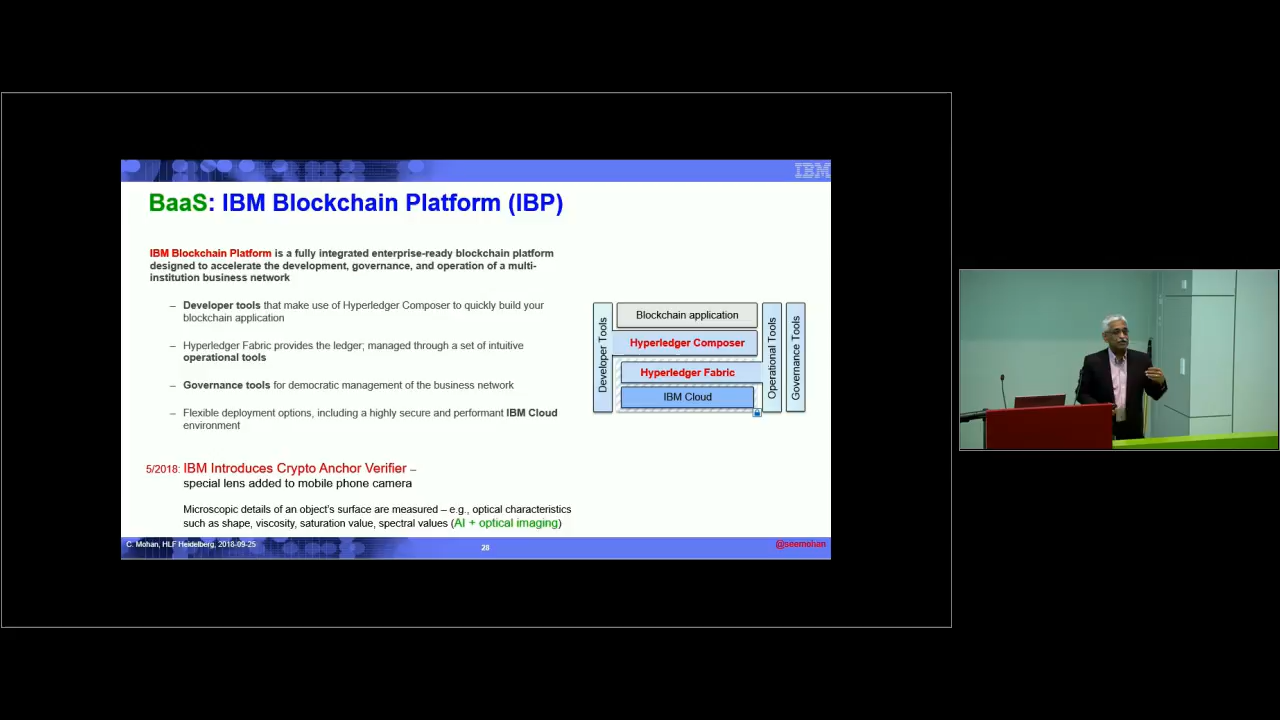 IBM
BaaS: IBM Blockchain Platform (IBP)
IBM Blockchain Platform is a fully integrated enterprise-ready blockchain platform
designed to accelerate the development, governance, and operation of a multi-
institution business network
– Developer tools that make use of Hyperledger Composer to quickly build your
blockchain application
– Hyperledger Fabric provides the ledger; managed through a set of intuitive
operational tools
– Governance tools for democratic management of the business network
– Flexible deployment options, including a highly secure and performant IBM Cloud
environment
5/2018: IBM Introduces Crypto Anchor Verifier –
special lens added to mobile phone camera
Microscopic details of an object's surface are measured – e.g., optical characteristics
such as shape, viscosity, saturation value, spectral values (AI + optical imaging)
Developer Tools
Blockchain application
Hyperledger Composer
Hyperledger Fabric
IBM Cloud
Operational Tools
Governance Tools
C. Mohan, HLF Heidelberg, 2018-09-25
28
@seemohan